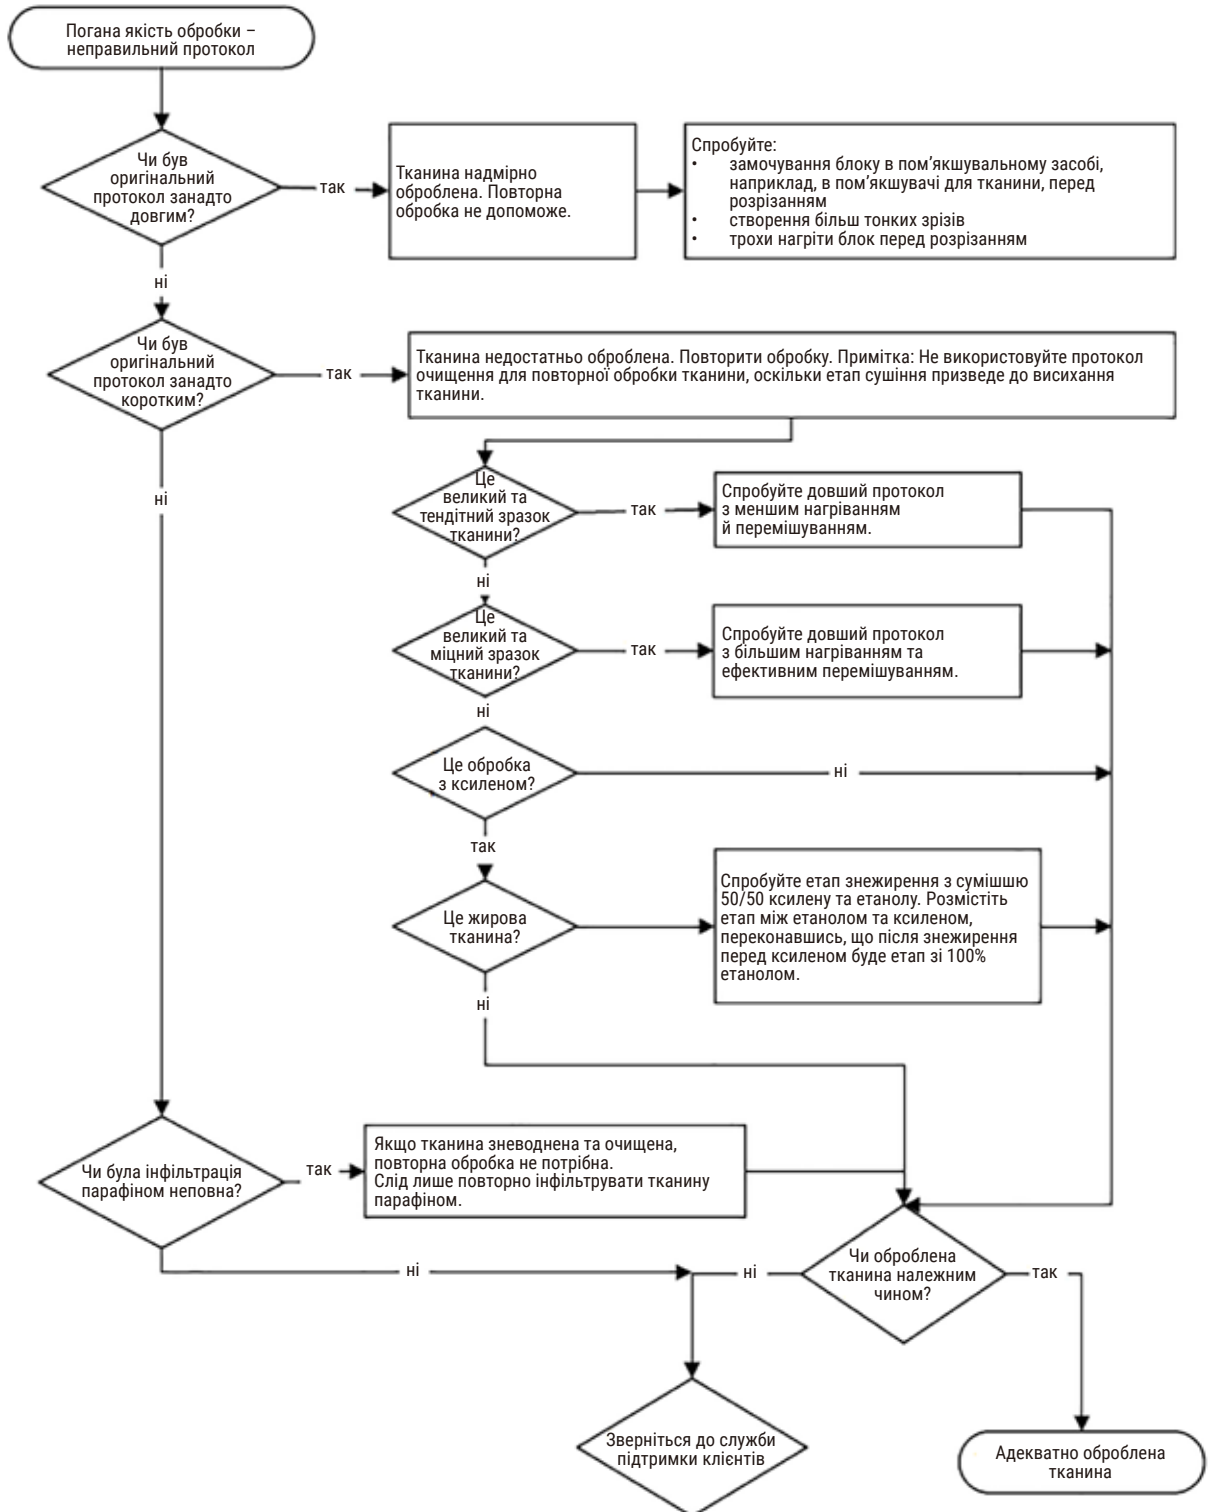 Погана якість обробки –
неправильний протокол
Чи був
оригінальний
протокол занадто
довгим?
так
Тканина надмірно
оброблена. Повторна
обробка не допоможе.
Спробуйте:
• замочування блоку в пом’якшувальному засобі,
наприклад, в пом’якшувачі для тканини, перед
розрізанням
• створення більш тонких зрізів
• трохи нагріти блок перед розрізанням
ні
Чи був
оригінальний
протокол занадто
коротким?
так
Тканина недостатньо оброблена. Повторити обробку. Примітка: Не використовуйте протокол
очищення для повторної обробки тканини, оскільки етап сушіння призведе до висихання
тканини.
ні
Це
великий та
тендітний зразок
тканини?
так
Спробуйте довший протокол
з меншим нагріванням
й перемішуванням.
ні
Це
великий та
міцний зразок
тканини?
так
Спробуйте довший протокол
з більшим нагріванням та
ефективним перемішуванням.
ні
Це обробка
з ксиленом?
ні
так
Це жирова
тканина?
Спробуйте етап знежирення з сумішшю
50/50 ксилену та етанолу. Розмістіть
етап між етанолом та ксиленом,
переконавшись, що після знежирення
перед ксиленом буде етап зі 100%
етанолом.
ні
Чи була інфільтрація
парафіном неповна?
так
Якщо тканина зневоднена та очищена,
повторна обробка не потрібна.
Слід лише повторно інфільтрувати тканину
парафіном.
ні
Чи оброблена
тканина належним
чином?
ні
так
Зверніться до служби
підтримки клієнтів
Адекватно оброблена
тканина